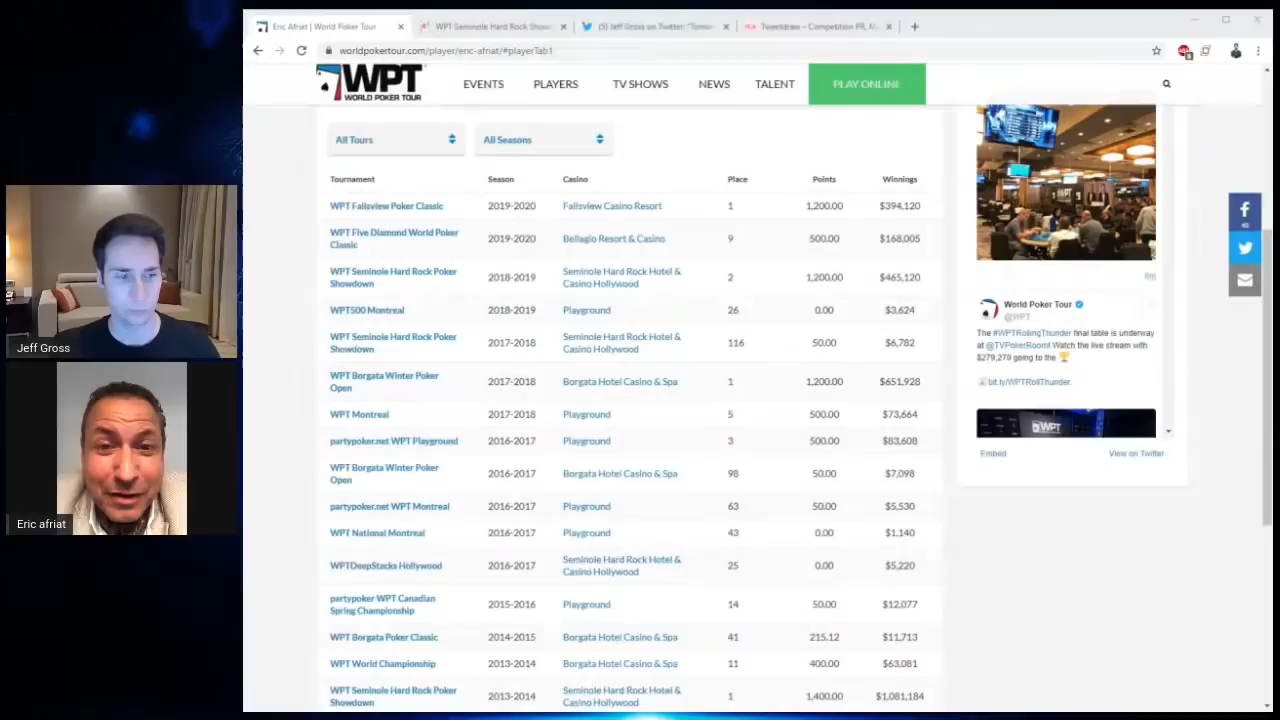 Eric Afriat | World Poker Tour
WPT Seminole Hard Rock Show
(5) Jeff Gross on Twitter: "Tomor
Tweetdraw – Competition PR, M
worldpokertour.com/player/eric-afriat/#playerTab1
WPT
WORLD POKER TOUR
EVENTS PLAYERS TV SHOWS NEWS TALENT PLAY ONLINE
All Tours All Seasons
Tournament Season Casino Place Points Winnings
WPT Fallsview Poker Classic 2019-2020 Fallsview Casino Resort 1 1,200.00 $394,120
WPT Five Diamond World Poker
Classic 2019-2020 Bellagio Resort & Casino 9 500.00 $168,005
WPT Seminole Hard Rock Poker
Showdown 2018-2019 Seminole Hard Rock Hotel &
Casino Hollywood 2 1,200.00 $465,120
WPT500 Montreal 2017-2018 Playground 26 0.00 $3,624
WPT Seminole Hard Rock Poker
Showdown 2017-2018 Seminole Hard Rock Hotel &
Casino Hollywood 116 50.00 $6,782
WPT Borgata Winter Poker
Open 2017-2018 Borgata Hotel Casino & Spa 1 1,200.00 $651,928
WPT Montreal 2017-2018 Playground 5 500.00 $73,664
partypoker.net WPT Playground 2016-2017 Playground 3 500.00 $83,608
WPT Borgata Winter Poker
Open 2016-2017 Borgata Hotel Casino & Spa 98 50.00 $7,098
partypoker.net WPT Montreal 2016-2017 Playground 63 50.00 $5,530
WPT National Montreal 2016-2017 Playground 43 0.00 $1,140
WPTDeepStacks Hollywood 2016-2017 Seminole Hard Rock Hotel &
Casino Hollywood 25 0.00 $5,220
partypoker WPT Canadian
Spring Championship 2015-2016 Playground 14 50.00 $12,077
WPT Borgata Poker Classic 2014-2015 Borgata Hotel Casino & Spa 41 215.12 $11,713
WPT World Championship 2013-2014 Borgata Hotel Casino & Spa 11 400.00 $63,081
WPT Seminole Hard Rock Poker
Showdown 2013-2014 Seminole Hard Rock Hotel &
Casino Hollywood 1 1,400.00 $1,081,184
World Poker Tour
@WPT
The #WPTRollingThunder final table is underway
at @TVPokerRoom! Watch the live stream with
$279,270 going to the
bit.ly/WPTRollThunder.
WPT
Embed View on Twitter
Jeff Gross
Eric afriat